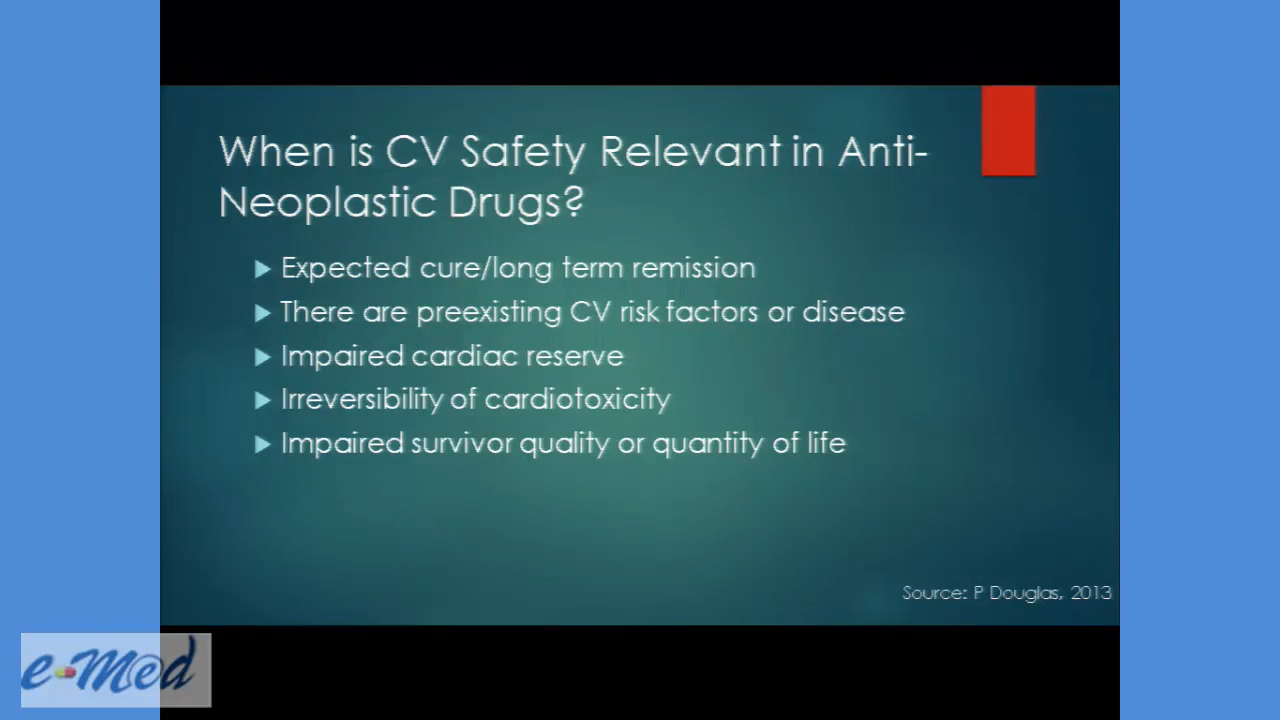 When is CV Safety Relevant in Anti-
Neoplastic Drugs?
Expected cure/long term remission
There are preexisting CV risk factors or disease
Impaired cardiac reserve
Irreversibility of cardiotoxicity
Impaired survivor quality or quantity of life
Source: P Douglas, 2013
e-Med